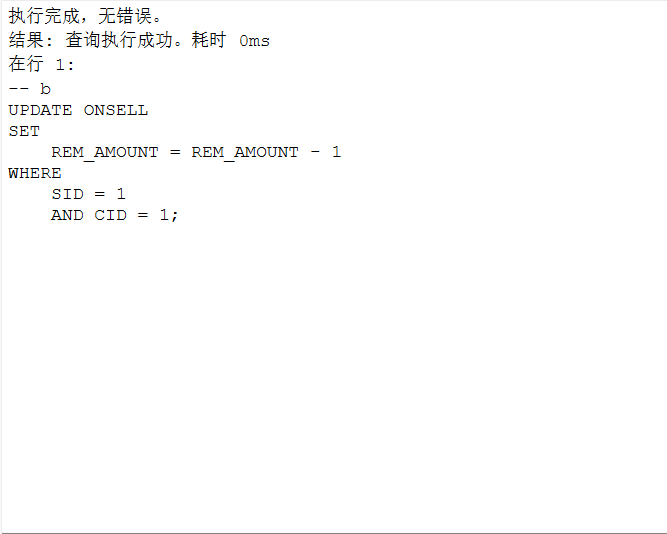 执行完成，无错误。
结果: 查询执行成功。耗时 0ms
在行 1:
-- b
UPDATE ONSELL
SET
    REM_AMOUNT = REM_AMOUNT - 1
WHERE
    SID = 1
    AND CID = 1;